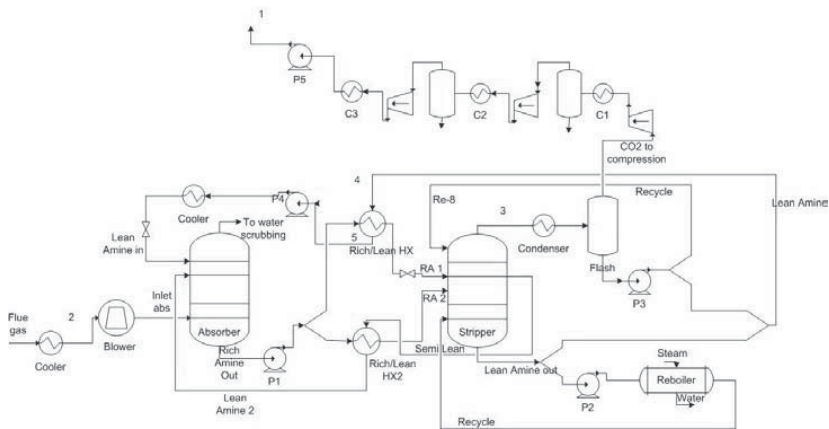 1
P5
C3
C2
C1
CO2 to
compression
4
Recycle
Re-8
Lean Amine
P4
Cooler
To water
scrubbing
5
3
Rich/Lean HX
Condenser
Lean
Amine in
Flash
RA 1
P3
RA 2
Flue
gas
2
Inlet
abs
Blower
Absorber
Stripper
Cooler
Rich
Amine
Out
P1
Semi Lean
Rich/Lean
HX2
Lean Amine out
Steam
Reboiler
Water
P2
Lean
Amine 2
Recycle